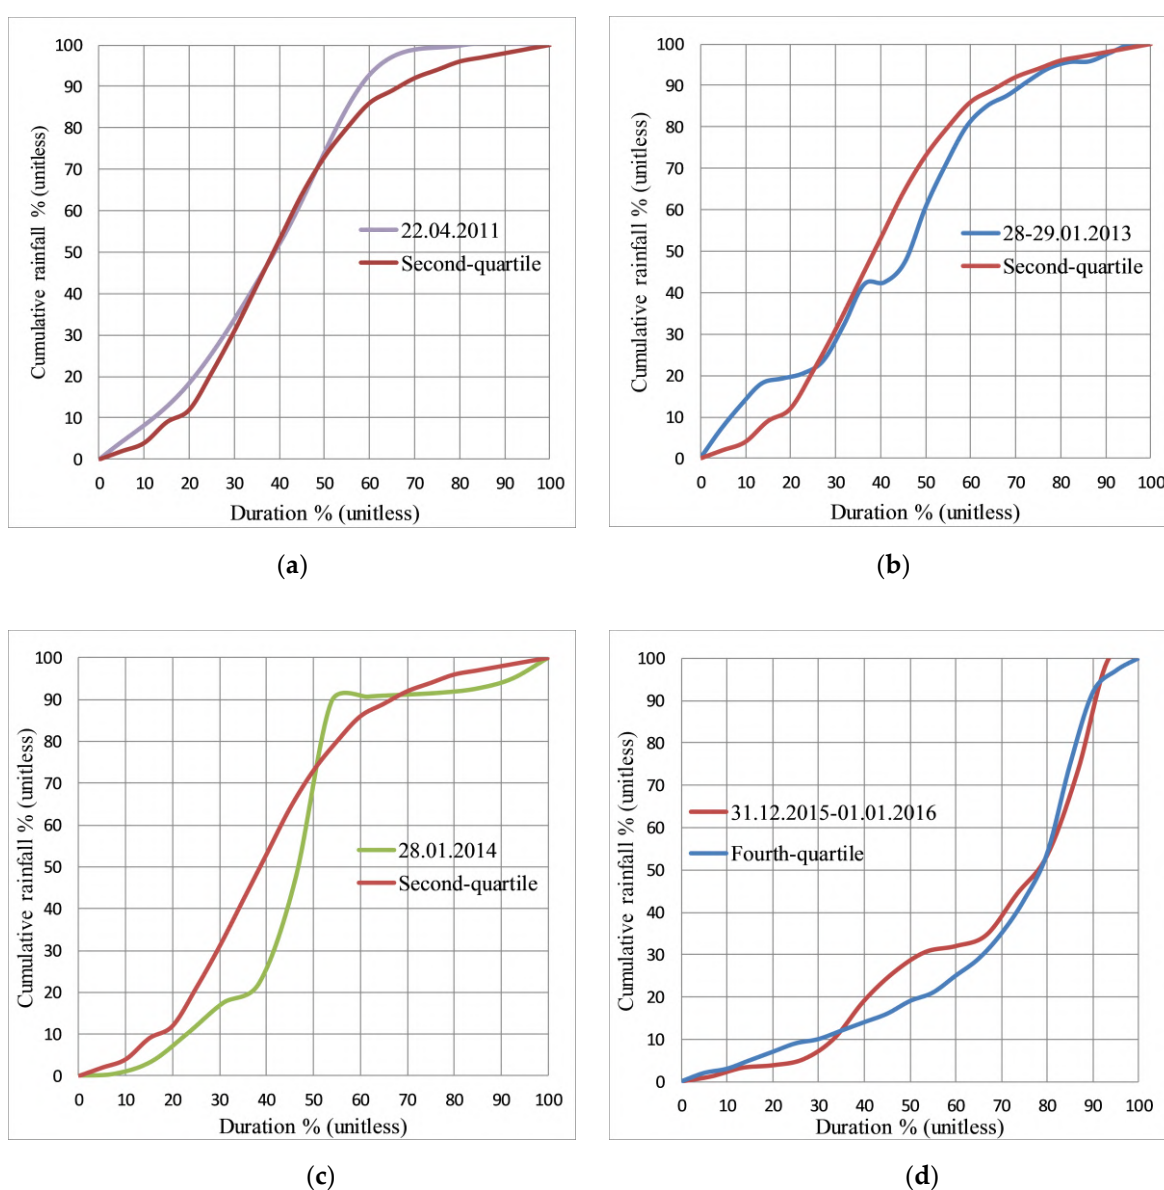 100
90
80
70
60
50
40
30
20
10
0
Cumulative rainfall % (unitless)
22.04.2011
Second-quartile
0 10 20 30 40 50 60 70 80 90 100
Duration % (unitless)
(a)
100
90
80
70
60
50
40
30
20
10
0
Cumulative rainfall % (unitless)
28-29.01.2013
Second-quartile
0 10 20 30 40 50 60 70 80 90 100
Duration % (unitless)
(b)
100
90
80
70
60
50
40
30
20
10
0
Cumulative rainfall % (unitless)
28.01.2014
Second-quartile
0 10 20 30 40 50 60 70 80 90 100
Duration % (unitless)
(c)
100
90
80
70
60
50
40
30
20
10
0
Cumulative rainfall % (unitless)
31.12.2015-01.01.2016
Fourth-quartile
0 10 20 30 40 50 60 70 80 90 100
Duration % (unitless)
(d)